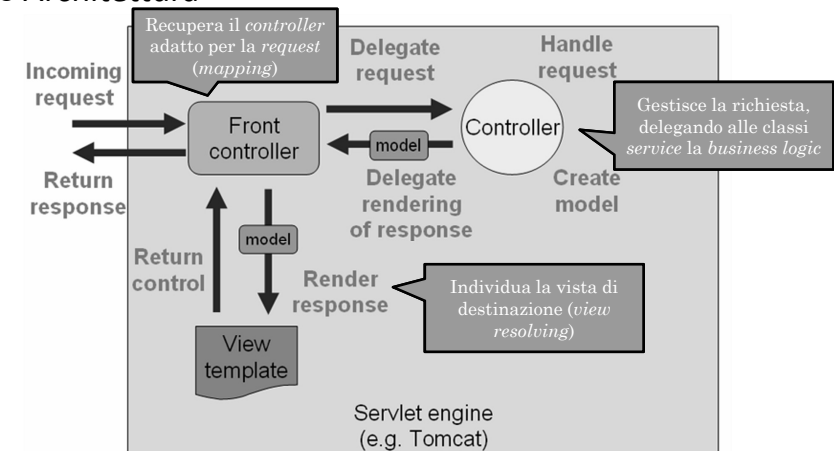 Architettura
Recupera il controller
adatto per la request
(mapping)
Incoming
request
Delegate
request
Handle
request
Front
controller
Controller
model
Gestisce la richiesta,
delegando alle classi
service la business logic
Return
response
Delegate
rendering
of response
Create
model
model
Return
control
Render
response
Individua la vista di
destinazione (view
resolving)
View
template
Servlet engine
(e.g. Tomcat)